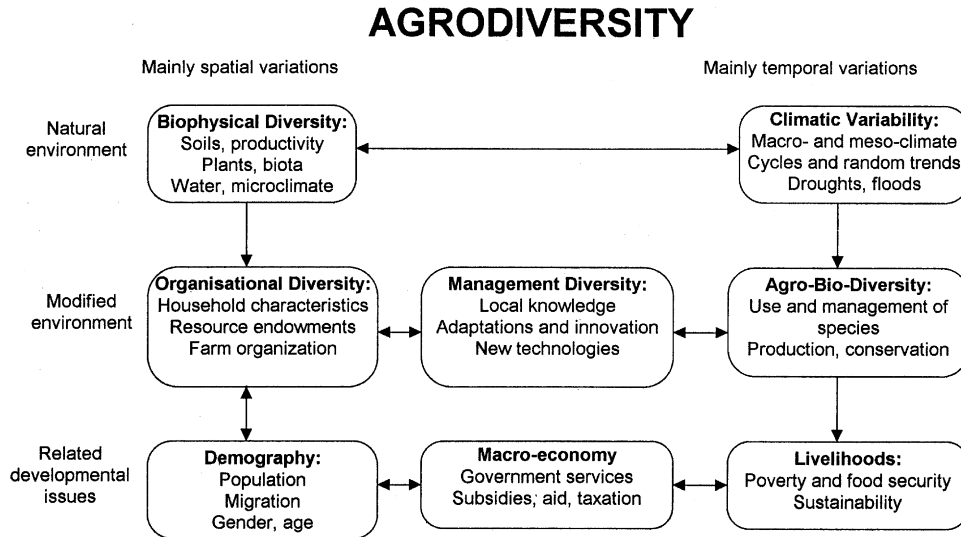 AGRODIVERSITY
Mainly spatial variations
Mainly temporal variations
Natural
environment
Biophysical Diversity:
Soils, productivity
Plants, biota
Water, microclimate
Climatic Variability:
Macro- and meso-climate
Cycles and random trends
Droughts, floods
Modified
environment
Organisational Diversity:
Household characteristics
Resource endowments
Farm organization
Management Diversity:
Local knowledge
Adaptations and innovation
New technologies
Agro-Bio-Diversity:
Use and management of
species
Production, conservation
Related
developmental
issues
Demography:
Population
Migration
Gender, age
Macro-economy
Government services
Subsidies, aid, taxation
Livelihoods:
Poverty and food security
Sustainability